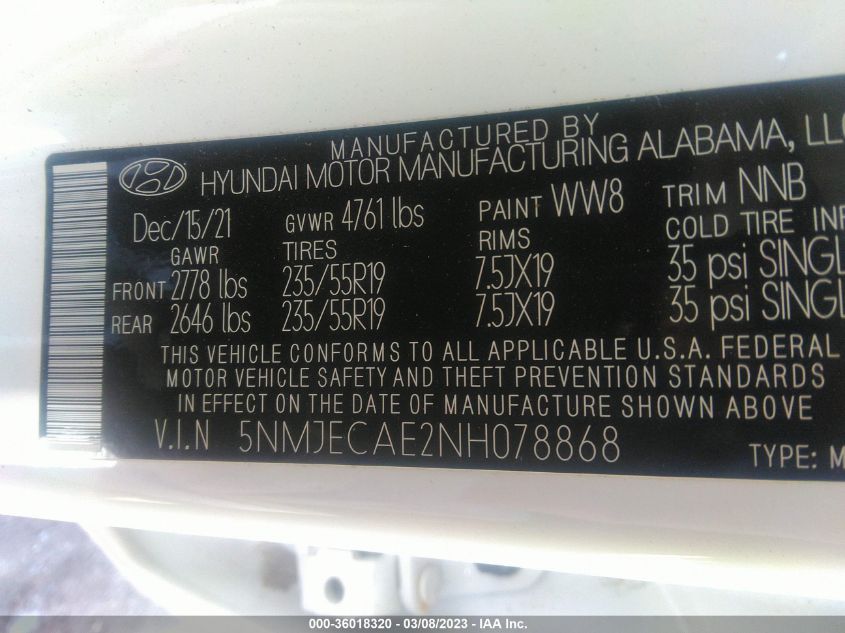 MANUFACTURED BY
HYUNDAI MOTOR MANUFACTURING ALABAMA, LLC
Dec/15/21 GVWR 4761 lbs PAINT WW8 TRIM NNB
GAWR TIRES RIMS COLD TIRE
FRONT 2778 lbs 235/55R19 7.5JX19 35 psi
REAR 2646 lbs 235/55R19 7.5JX19 35 psi
THIS VEHICLE CONFORMS TO ALL APPLICABLE U.S.A. FEDERAL
MOTOR VEHICLE SAFETY AND THEFT PREVENTION STANDARDS
IN EFFECT ON THE DATE OF MANUFACTURE SHOWN ABOVE.
V.I.N 5NMJECAE2NH078868
TYPE: M
000-36018320 - 03/08/2023 - IAA Inc.